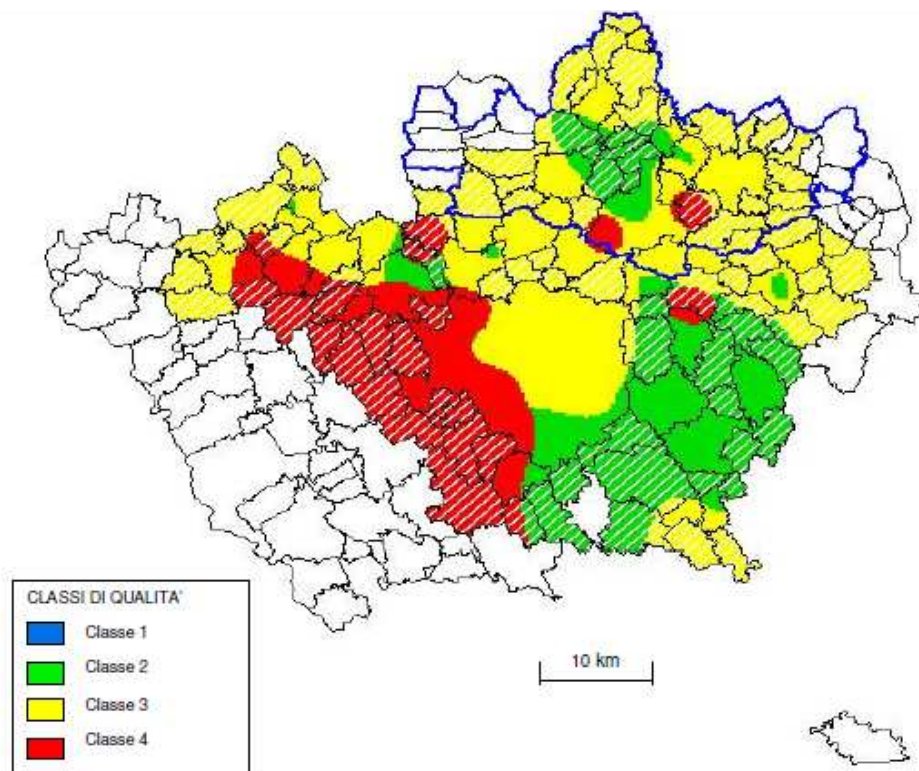 CLASSI DI QUALITA'
Classe 1
Classe 2
Classe 3
Classe 4
10 km